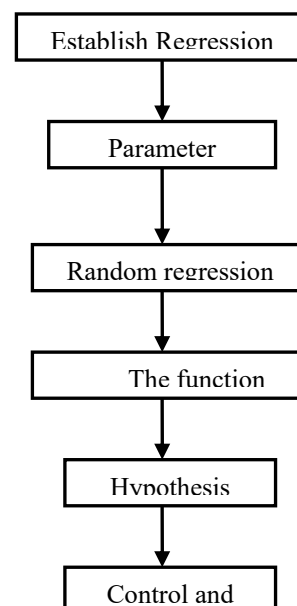 Establish Regression
Parameter
Random regression
The function
Hypothesis
Control and